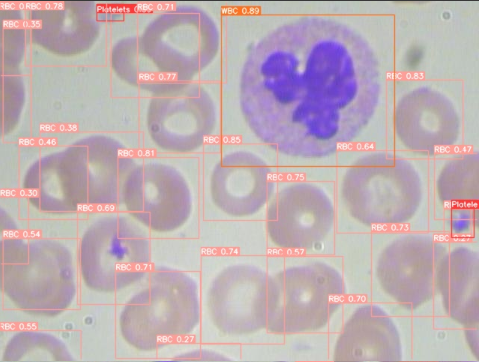 RBC 0.78
Platelets
RBC 0.71
WBC 0.89
RBC 0.35
RBC 0.77
RBC 0.83
RBC 0.38
RBC 0.46
RBC 0.85
RBC 0.64
RBC 0.47
RBC 0.81
RBC 0.75
RBC 0.30
RBC 0.69
Platele
RBC 0.54
RBC 0.73
RBC 0.74
RBC 0.57
RBC 0.71
RBC 0.70
RBC 0.55
RBC 0.27